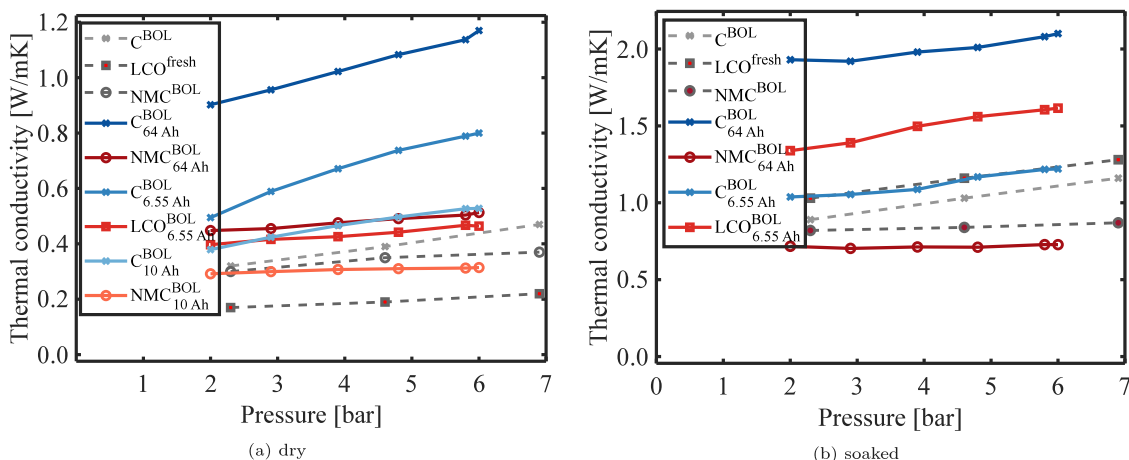 Thermal conductivity [W/mK]
1.2
1.0
0.8
0.6
0.4
0.2
0.0
C^BOL
LCO^fresh
NMC^BOL
C^BOL_64 Ah
NMC^BOL_64 Ah
C^BOL_6.55 Ah
LCO^BOL_6.55 Ah
C^BOL_10 Ah
NMC^BOL_10 Ah
1 2 3 4 5 6 7
Pressure [bar]
(a) dry
Thermal conductivity [W/mK]
2.0
1.5
1.0
0.5
0.0
C^BOL
LCO^fresh
NMC^BOL
C^BOL_64 Ah
NMC^BOL_64 Ah
C^BOL_6.55 Ah
LCO^BOL_6.55 Ah
0 1 2 3 4 5 6 7
Pressure [bar]
(b) soaked